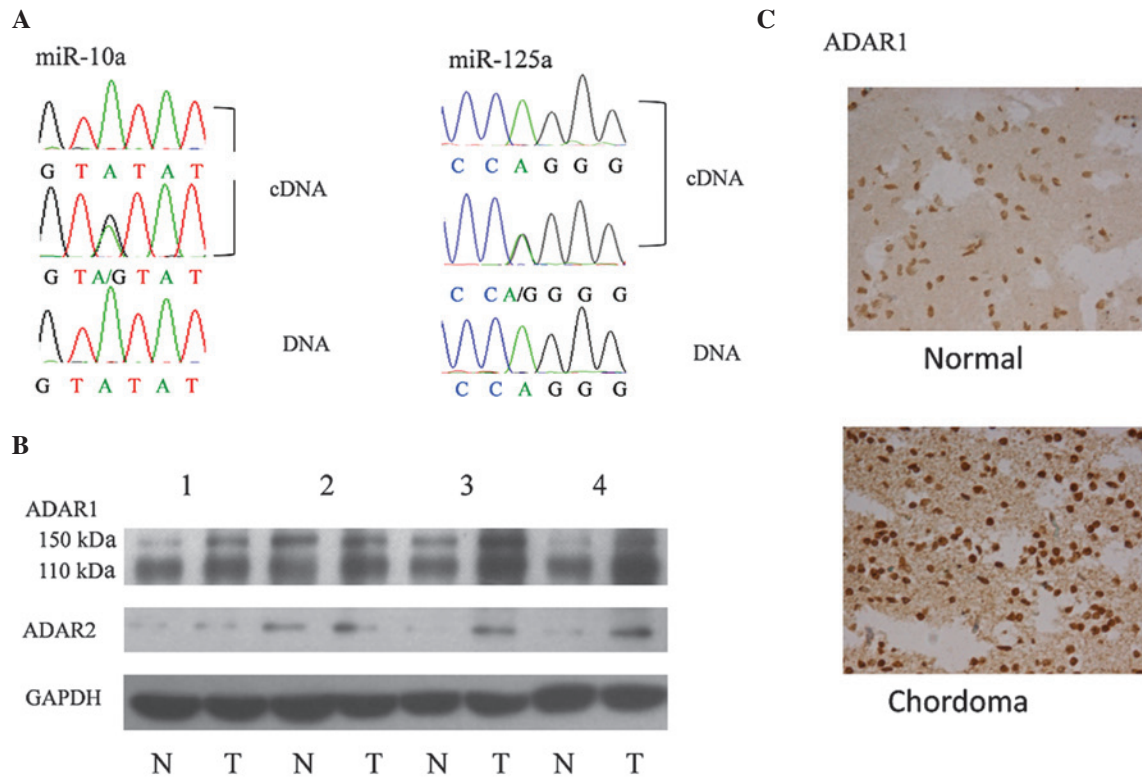 A
miR-10a
G T A T A T
cDNA
G T A/G T A T
DNA
G T A T A T
miR-125a
C C A G G G
cDNA
C C A/G G G G
DNA
C C A G G G
B
1 2 3 4
ADAR1
150 kDa
110 kDa
ADAR2
GAPDH
N T N T N T N T
C
ADAR1
Normal
Chordoma